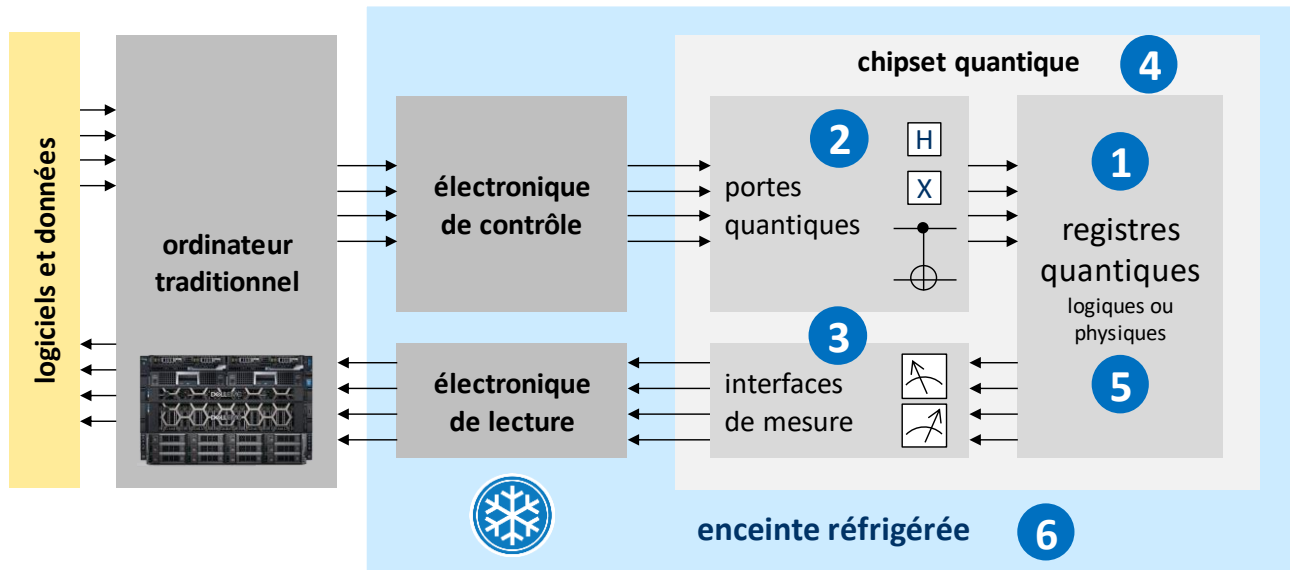 logiciels et données
ordinateur
traditionnel
électronique
de contrôle
électronique
de lecture
chipset quantique
4
2
H
X
portes
quantiques
3
interfaces
de mesure
1
registres
quantiques
logiques ou
physiques
5
enceinte réfrigérée
6